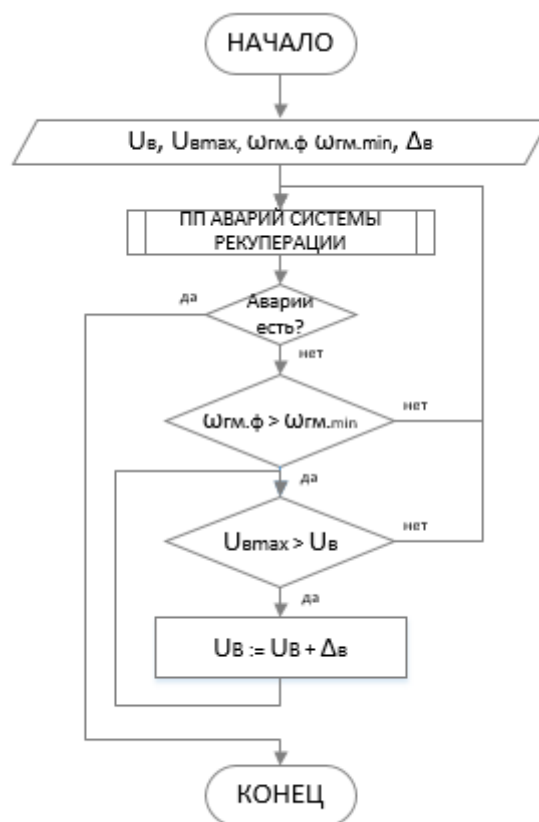 НАЧАЛО
Uв, Uвmax, ωгм.ф ωгм.min, Δв
ПП АВАРИЙ СИСТЕМЫ
РЕКУПЕРАЦИИ
да
Аварии
есть?
нет
ωгм.ф > ωгм.min
нет
да
Uвmax > Uв
нет
да
UВ := UВ + Δв
КОНЕЦ